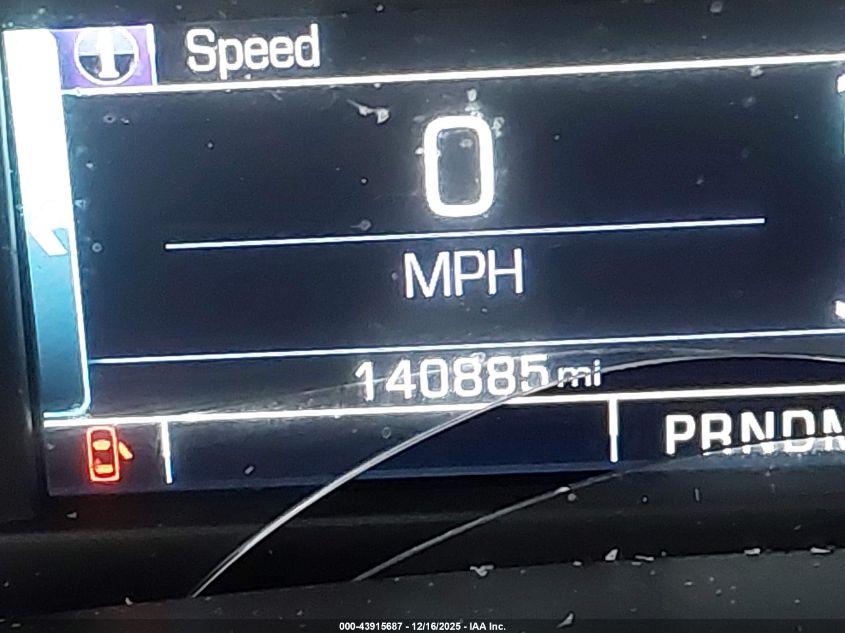 Speed
0
MPH
140885 mi
PRNDM
000-43915687 - 12/16/2025 - IAA Inc.